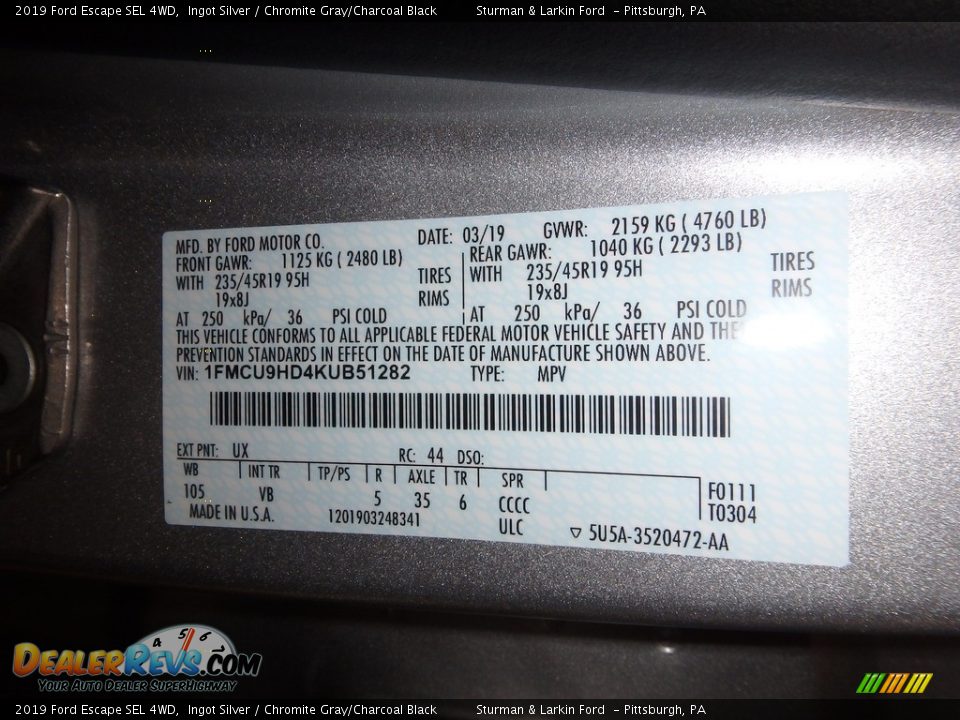 2019 Ford Escape SEL 4WD, Ingot Silver / Chromite Gray/Charcoal Black Sturman & Larkin Ford - Pittsburgh, PA
MFD. BY FORD MOTOR CO. DATE: 03/19 GVWR: 2159 KG ( 4760 LB)
FRONT GAWR: 1125 KG ( 2480 LB) REAR GAWR: 1040 KG ( 2293 LB)
WITH 235/45R19 95H TIRES WITH 235/45R19 95H TIRES
19x8J RIMS 19x8J RIMS
AT 250 kPa/ 36 PSI COLD AT 250 kPa/ 36 PSI COLD
THIS VEHICLE CONFORMS TO ALL APPLICABLE FEDERAL MOTOR VEHICLE SAFETY AND
PREVENTION STANDARDS IN EFFECT ON THE DATE OF MANUFACTURE SHOWN ABOVE.
VIN: 1FMCU9HD4KUB51282 TYPE: MPV
EXT PNT: UX RC: 44 DSO:
WB INT TR TP/PS R AXLE TR SPR
105 VB 5 35 6 CCCC F0111
MADE IN U.S.A. 1201903248341 ULC T0304
▽ 5U5A-3520472-AA
4 5 6
DEALERREVS.COM
YOUR AUTO DEALER SUPERHIGHWAY
2019 Ford Escape SEL 4WD, Ingot Silver / Chromite Gray/Charcoal Black Sturman & Larkin Ford - Pittsburgh, PA